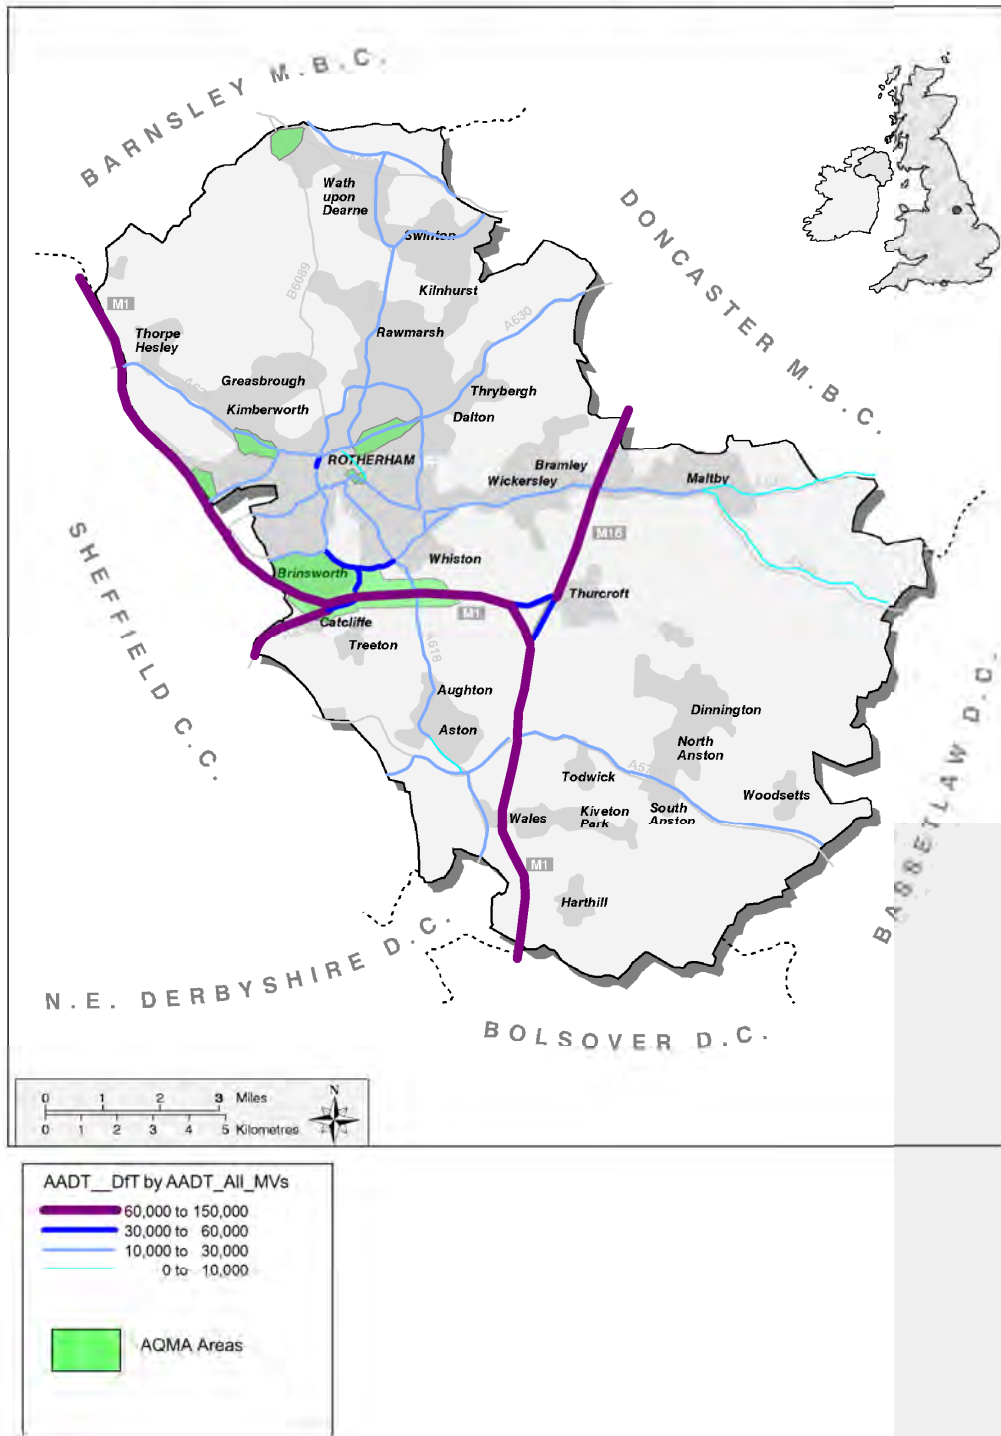 BARNSLEY M.B.C.
DONCASTER M.B.C.
Wath
upon
Dearne
Swinton
B6089
Kilnhurst
M1
A630
Rawmarsh
Thorpe
Hesley
Greasbrough
Thrybergh
Kimberworth
Dalton
ROTHERHAM
Bramley
Wickersley
Maltby
SHEFFIELD C.C.
Whiston
Brinsworth
Thurcroft
M1
Catcliffe
Treeton
A618
Aughton
Dinnington
Aston
North
Anston
Todwick
BASSETLAW D.C.
Woodsetts
Wales
Kiveton
Park
South
Anston
M1
Harthill
N.E. DERBYSHIRE D.C.
BOLSOVER D.C.
0 1 2 3 Miles
0 1 2 3 4 5 Kilometres
N
AADT__DfT by AADT_All_MVs
60,000 to 150,000
30,000 to 60,000
10,000 to 30,000
0 to 10,000
AQMA Areas